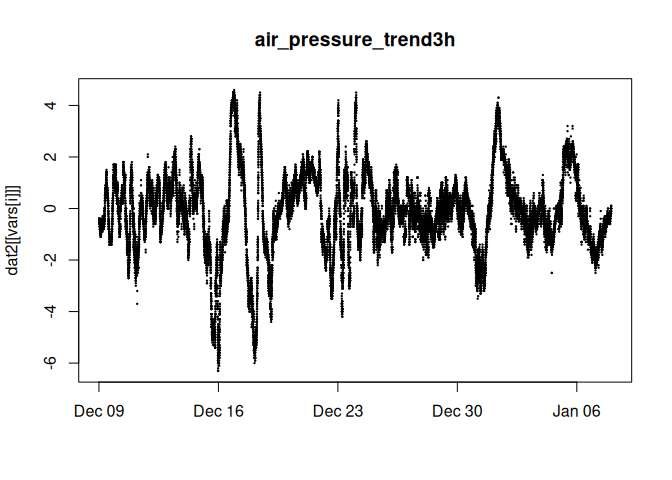 air_pressure_trend3h
dat2[[vars[i]]]
4
2
0
-2
-4
-6
Dec 09 Dec 16 Dec 23 Dec 30 Jan 06